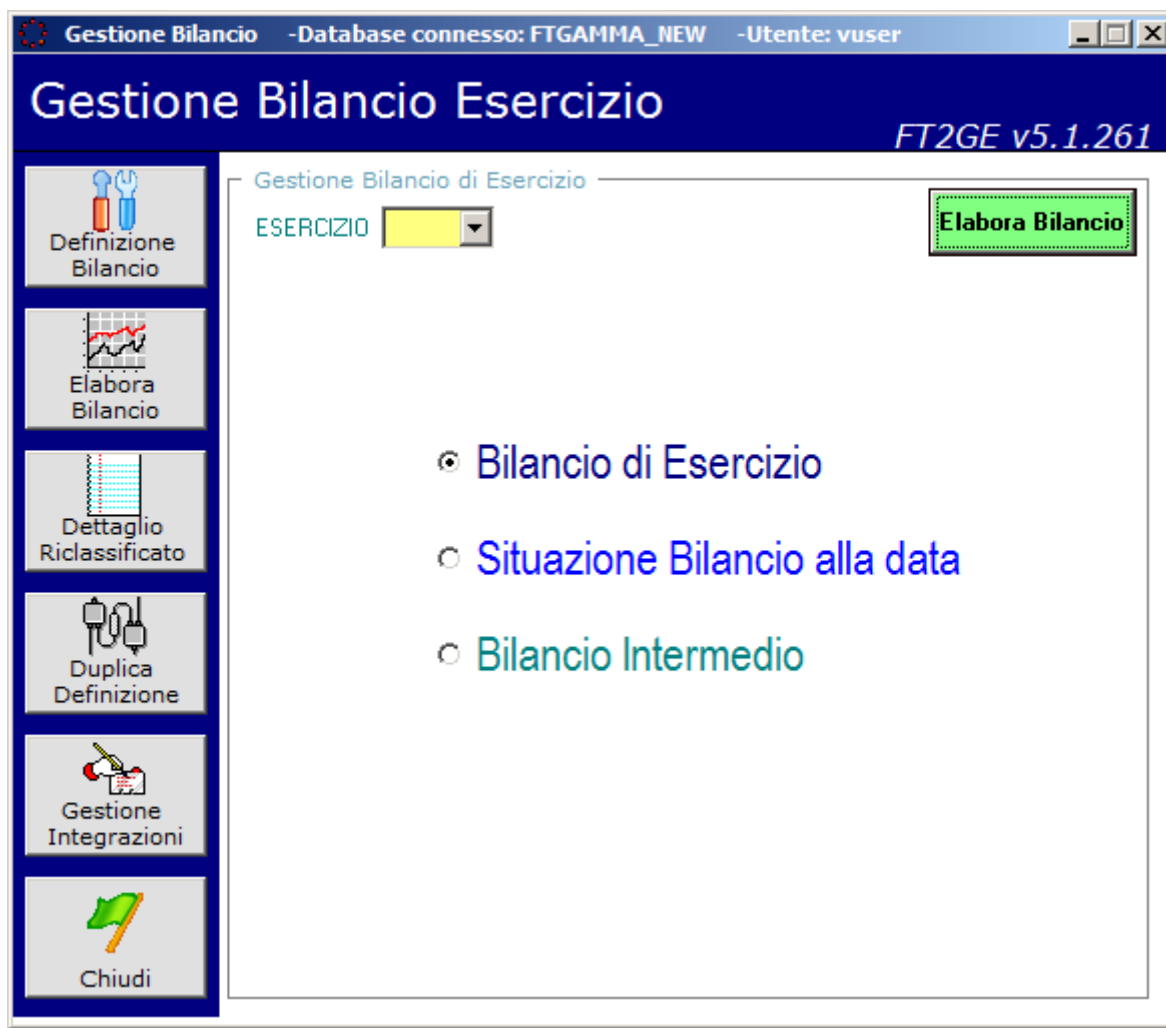 Gestione Bilancio -Database connesso: FTGAMMA_NEW -Utente: vuser
Gestione Bilancio Esercizio
FT2GE v5.1.261
Definizione
Bilancio
Elabora
Bilancio
Dettaglio
Riclassificato
Duplica
Definizione
Gestione
Integrazioni
Chiudi
Gestione Bilancio di Esercizio
ESERCIZIO
Elabora Bilancio
Bilancio di Esercizio
Situazione Bilancio alla data
Bilancio Intermedio